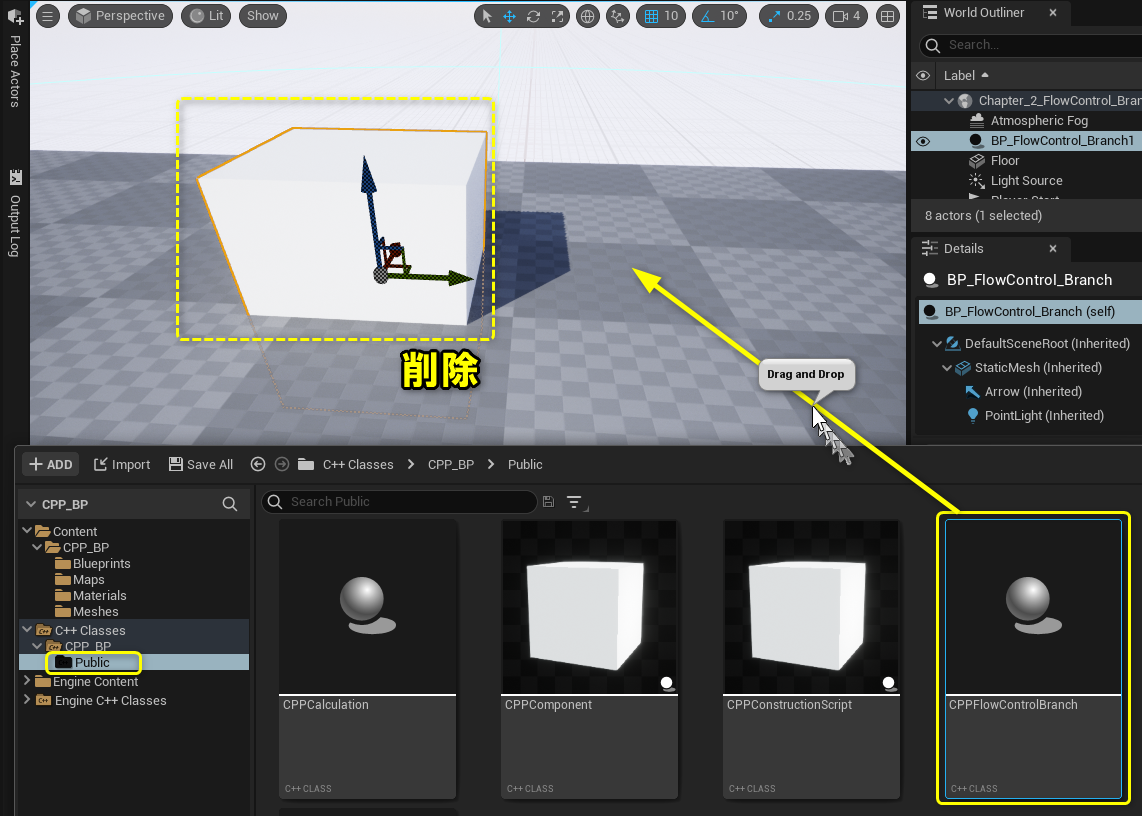 Perspective
Lit
Show
10
10°
0.25
4
Place Actors
Output Log
World Outliner
Search...
Label
Chapter_2_FlowControl_Bran
Atmospheric Fog
BP_FlowControl_Branch1
Floor
Light Source
Player Start
8 actors (1 selected)
Details
BP_FlowControl_Branch
BP_FlowControl_Branch (self)
DefaultSceneRoot (Inherited)
StaticMesh (Inherited)
Arrow (Inherited)
PointLight (Inherited)
削除
Drag and Drop
ADD
Import
Save All
C++ Classes
CPP_BP
Public
CPP_BP
Search Public
Content
CPP_BP
Blueprints
Maps
Materials
Meshes
C++ Classes
CPP_BP
Public
Engine Content
Engine C++ Classes
CPPCalculation
C++ CLASS
CPPComponent
C++ CLASS
CPPConstructionScript
C++ CLASS
CPPFlowControlBranch
C++ CLASS